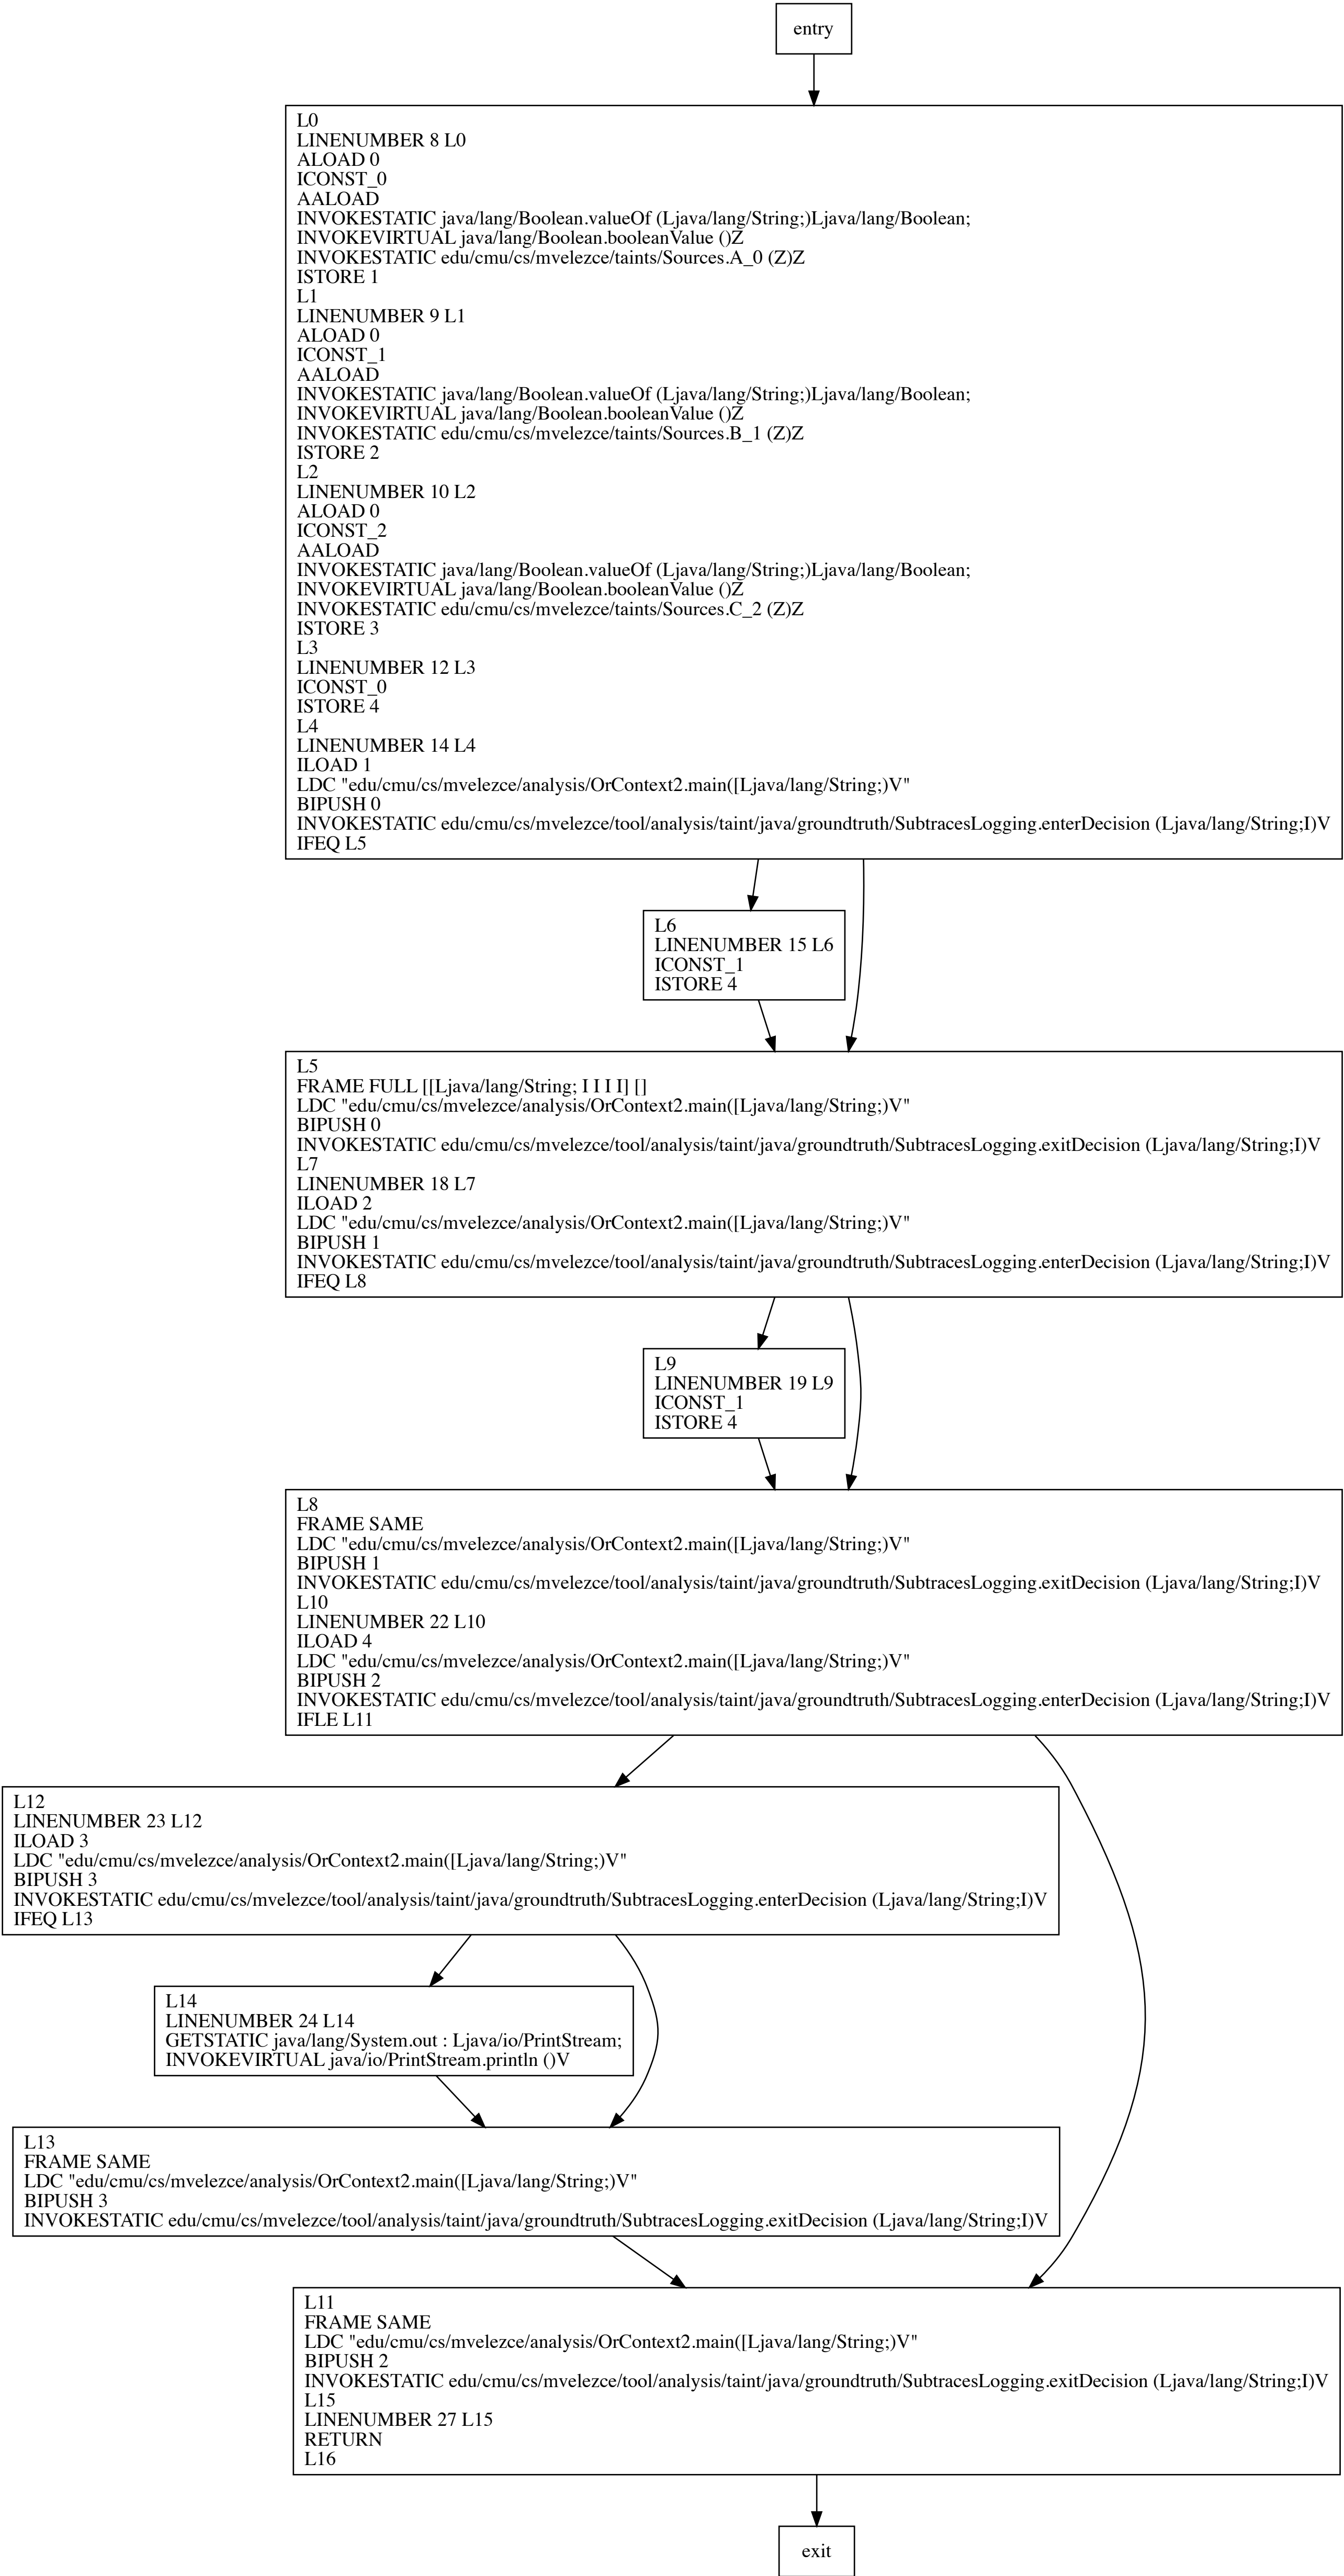 entry
L0
LINENUMBER 8 L0
ALOAD 0
ICONST_0
AALOAD
INVOKESTATIC java/lang/Boolean.valueOf (Ljava/lang/String;)Ljava/lang/Boolean;
INVOKEVIRTUAL java/lang/Boolean.booleanValue ()Z
INVOKESTATIC edu/cmu/cs/mvelezce/taints/Sources.A_0 (Z)Z
ISTORE 1
L1
LINENUMBER 9 L1
ALOAD 0
ICONST_1
AALOAD
INVOKESTATIC java/lang/Boolean.valueOf (Ljava/lang/String;)Ljava/lang/Boolean;
INVOKEVIRTUAL java/lang/Boolean.booleanValue ()Z
INVOKESTATIC edu/cmu/cs/mvelezce/taints/Sources.B_1 (Z)Z
ISTORE 2
L2
LINENUMBER 10 L2
ALOAD 0
ICONST_2
AALOAD
INVOKESTATIC java/lang/Boolean.valueOf (Ljava/lang/String;)Ljava/lang/Boolean;
INVOKEVIRTUAL java/lang/Boolean.booleanValue ()Z
INVOKESTATIC edu/cmu/cs/mvelezce/taints/Sources.C_2 (Z)Z
ISTORE 3
L3
LINENUMBER 12 L3
ICONST_0
ISTORE 4
L4
LINENUMBER 14 L4
ILOAD 1
LDC "edu/cmu/cs/mvelezce/analysis/OrContext2.main([Ljava/lang/String;)V"
BIPUSH 0
INVOKESTATIC edu/cmu/cs/mvelezce/tool/analysis/taint/java/groundtruth/SubtracesLogging.enterDecision (Ljava/lang/String;I)V
IFEQ L5
L6
LINENUMBER 15 L6
ICONST_1
ISTORE 4
L5
FRAME FULL [[Ljava/lang/String; I I I I] []
LDC "edu/cmu/cs/mvelezce/analysis/OrContext2.main([Ljava/lang/String;)V"
BIPUSH 0
INVOKESTATIC edu/cmu/cs/mvelezce/tool/analysis/taint/java/groundtruth/SubtracesLogging.exitDecision (Ljava/lang/String;I)V
L7
LINENUMBER 18 L7
ILOAD 2
LDC "edu/cmu/cs/mvelezce/analysis/OrContext2.main([Ljava/lang/String;)V"
BIPUSH 1
INVOKESTATIC edu/cmu/cs/mvelezce/tool/analysis/taint/java/groundtruth/SubtracesLogging.enterDecision (Ljava/lang/String;I)V
IFEQ L8
L9
LINENUMBER 19 L9
ICONST_1
ISTORE 4
L8
FRAME SAME
LDC "edu/cmu/cs/mvelezce/analysis/OrContext2.main([Ljava/lang/String;)V"
BIPUSH 1
INVOKESTATIC edu/cmu/cs/mvelezce/tool/analysis/taint/java/groundtruth/SubtracesLogging.exitDecision (Ljava/lang/String;I)V
L10
LINENUMBER 22 L10
ILOAD 4
LDC "edu/cmu/cs/mvelezce/analysis/OrContext2.main([Ljava/lang/String;)V"
BIPUSH 2
INVOKESTATIC edu/cmu/cs/mvelezce/tool/analysis/taint/java/groundtruth/SubtracesLogging.enterDecision (Ljava/lang/String;I)V
IFLE L11
L12
LINENUMBER 23 L12
ILOAD 3
LDC "edu/cmu/cs/mvelezce/analysis/OrContext2.main([Ljava/lang/String;)V"
BIPUSH 3
INVOKESTATIC edu/cmu/cs/mvelezce/tool/analysis/taint/java/groundtruth/SubtracesLogging.enterDecision (Ljava/lang/String;I)V
IFEQ L13
L14
LINENUMBER 24 L14
GETSTATIC java/lang/System.out : Ljava/io/PrintStream;
INVOKEVIRTUAL java/io/PrintStream.println ()V
L13
FRAME SAME
LDC "edu/cmu/cs/mvelezce/analysis/OrContext2.main([Ljava/lang/String;)V"
BIPUSH 3
INVOKESTATIC edu/cmu/cs/mvelezce/tool/analysis/taint/java/groundtruth/SubtracesLogging.exitDecision (Ljava/lang/String;I)V
L11
FRAME SAME
LDC "edu/cmu/cs/mvelezce/analysis/OrContext2.main([Ljava/lang/String;)V"
BIPUSH 2
INVOKESTATIC edu/cmu/cs/mvelezce/tool/analysis/taint/java/groundtruth/SubtracesLogging.exitDecision (Ljava/lang/String;I)V
L15
LINENUMBER 27 L15
RETURN
L16
exit